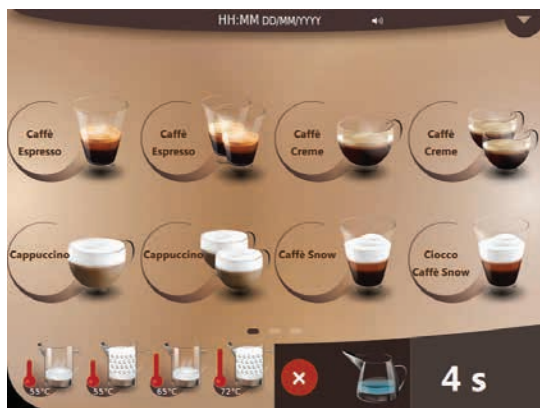 HH:MM DD/MM/YYYY
Caffè
Espresso
Caffè
Espresso
Caffè
Creme
Caffè
Creme
Cappuccino
Cappuccino
Caffè Snow
Ciocco
Caffè Snow
55°C
55°C
65°C
72°C
4 s